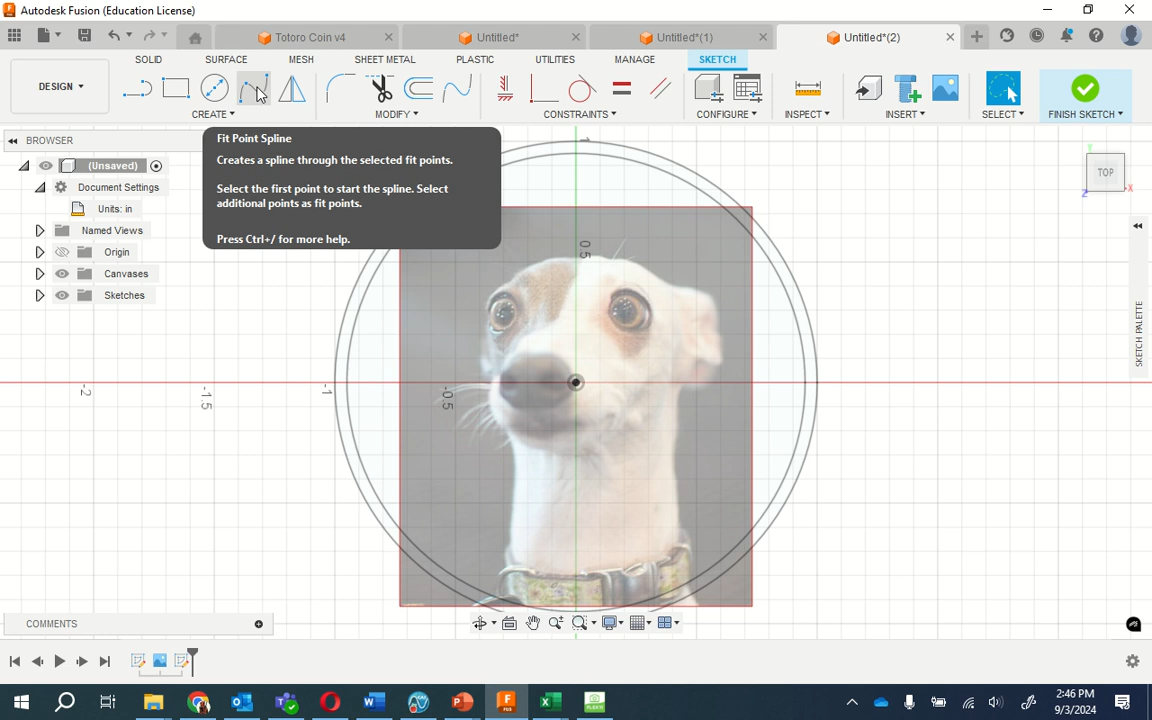 Autodesk Fusion (Education License)
Totoro Coin v4
Untitled*
Untitled*(1)
Untitled*(2)
SOLID
SURFACE
MESH
SHEET METAL
PLASTIC
UTILITIES
MANAGE
SKETCH
DESIGN
CREATE
MODIFY
CONSTRAINTS
CONFIGURE
INSPECT
INSERT
SELECT
FINISH SKETCH
BROWSER
(Unsaved)
Document Settings
Units: in
Named Views
Origin
Canvases
Sketches
Fit Point Spline
Creates a spline through the selected fit points.
Select the first point to start the spline. Select
additional points as fit points.
Press Ctrl+/ for more help.
1
0.5
-2
-1.5
-1
-0.5
Y
TOP
X
Z
SKETCH PALETTE
COMMENTS
2:46 PM
9/3/2024